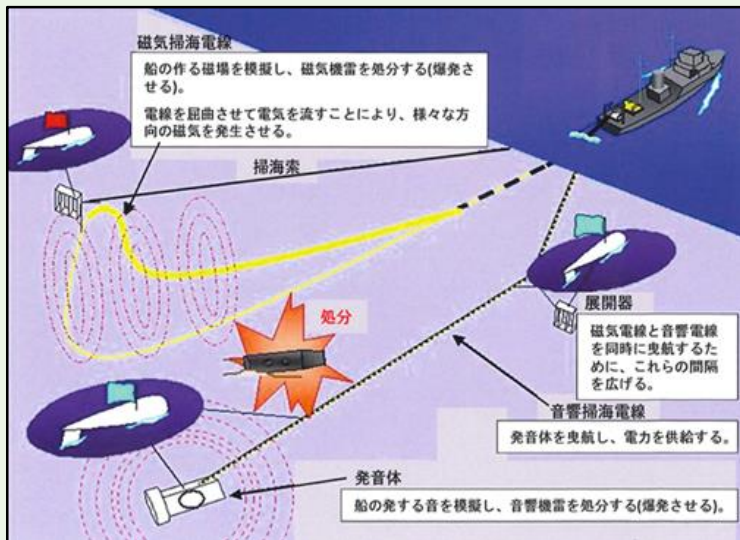 磁気掃海電線
船の作る磁場を模擬し、磁気機雷を処分する(爆発
させる)。
電線を屈曲させて電気を流すことにより、様々な方
向の磁気を発生させる。
掃海索
処分
展開器
磁気電線と音響電線
を同時に曳航するた
めに、これらの間隔
を広げる。
音響掃海電線
発音体を曳航し、電力を供給する。
発音体
船の発する音を模擬し、音響機雷を処分する(爆発させる)。